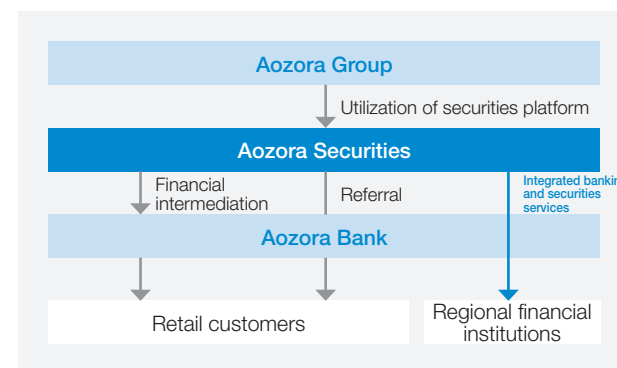 Aozora Group
Utilization of securities platform
Aozora Securities
Financial
intermediation
Referral
Integrated bankin
and securities
services
Aozora Bank
Retail customers
Regional financial
institutions